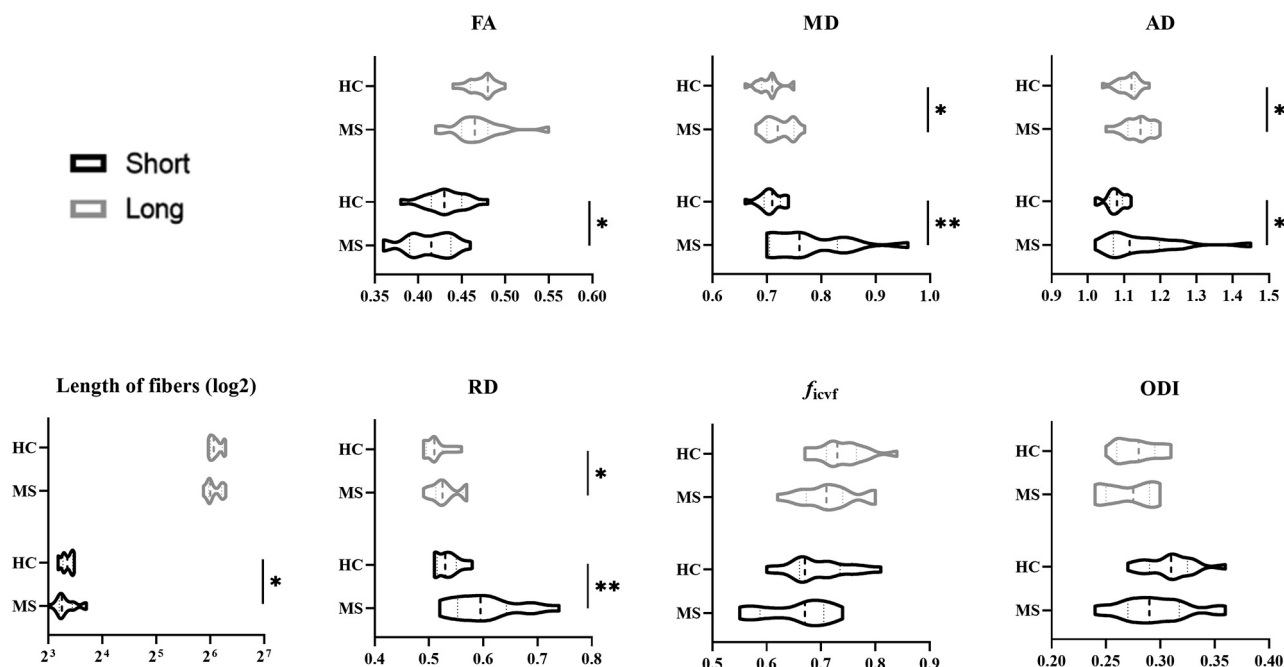 FA
MD
AD
HC
MS
HC
MS
*
0.35 0.40 0.45 0.50 0.55 0.60
HC
MS
HC
MS
*
**
0.6 0.7 0.8 0.9 1.0
HC
MS
HC
MS
*
*
0.9 1.0 1.1 1.2 1.3 1.4 1.5
Short
Long
Length of fibers (log2)
RD
ficvf
ODI
HC
MS
HC
MS
*
2³ 2⁴ 2⁵ 2⁶ 2⁷
HC
MS
HC
MS
*
**
0.4 0.5 0.6 0.7 0.8
HC
MS
HC
MS
0.5 0.6 0.7 0.8 0.9
HC
MS
HC
MS
0.20 0.25 0.30 0.35 0.40